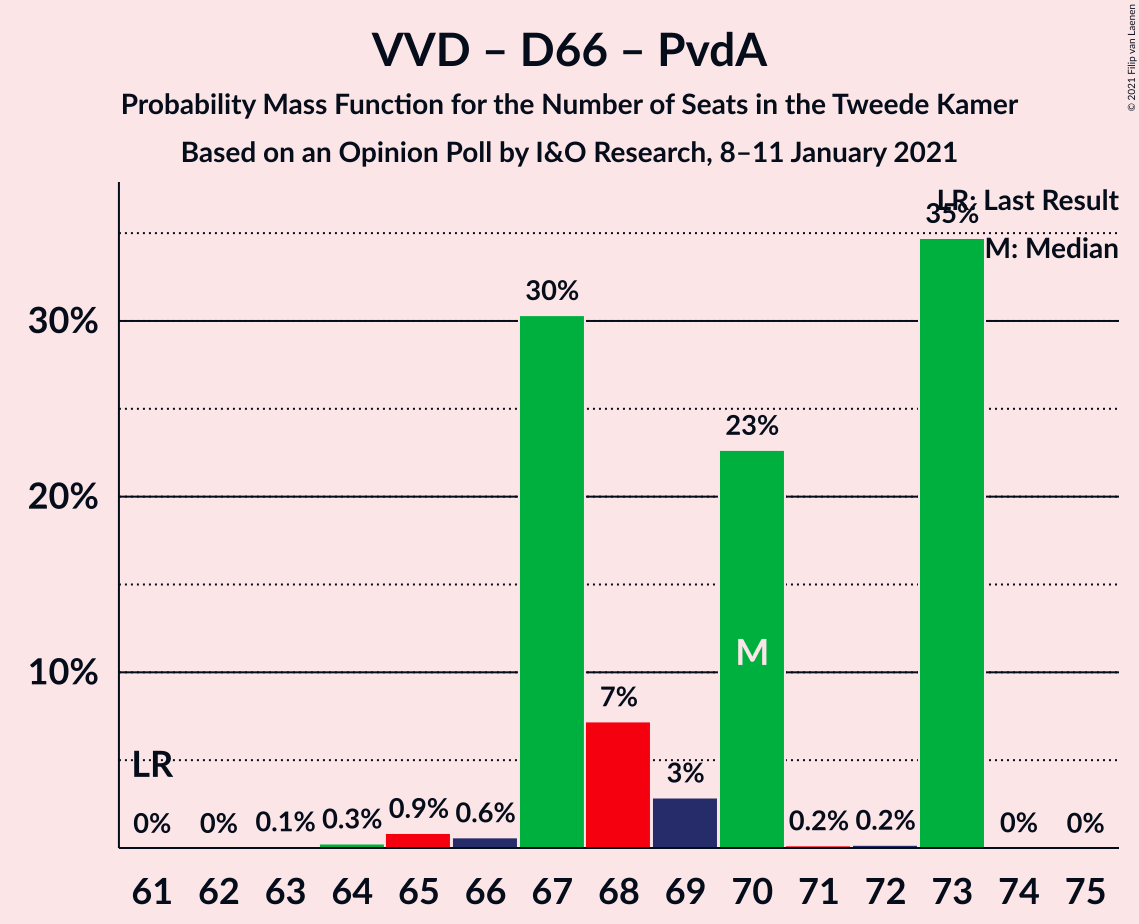 VVD – D66 – PvdA
Probability Mass Function for the Number of Seats in the Tweede Kamer
Based on an Opinion Poll by I&O Research, 8–11 January 2021
© 2021 Filip van Laenen
LR: Last Result
M: Median
35%
30%
30%
23%
20%
M
10%
7%
LR
3%
0% 0% 0.1% 0.3% 0.9% 0.6% 0.2% 0.2% 0% 0%
61 62 63 64 65 66 67 68 69 70 71 72 73 74 75